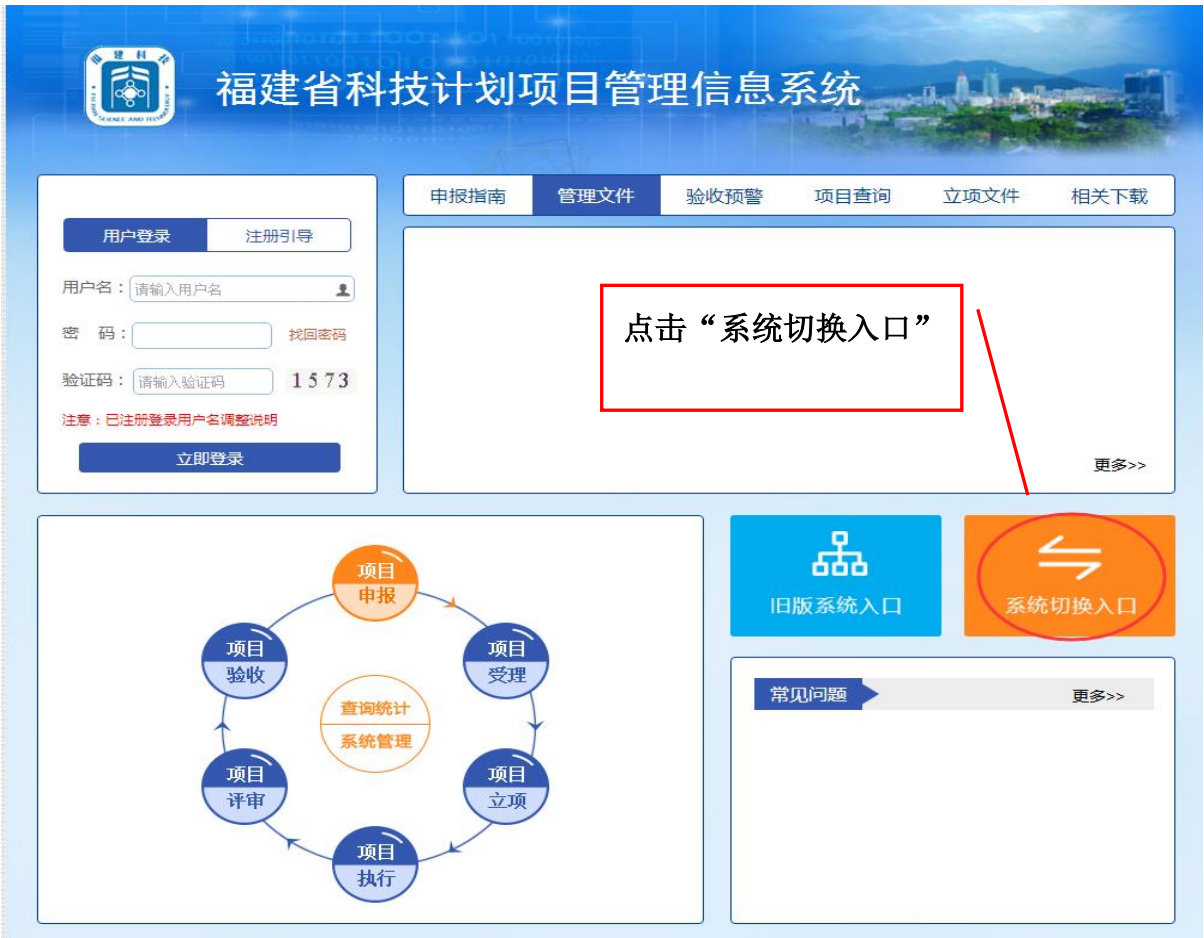 福建科技
福建省科技计划项目管理信息系统
申报指南 管理文件 验收预警 项目查询 立项文件 相关下载
用户登录 注册引导
用户名：请输入用户名
密 码： 找回密码
验证码：请输入验证码 1573
注意：已注册登录用户名调整说明
立即登录
点击“系统切换入口”
更多>>
旧版系统入口
系统切换入口
项目
申报
项目
受理
项目
立项
项目
执行
项目
评审
项目
验收
查询统计
系统管理
常见问题 更多>>